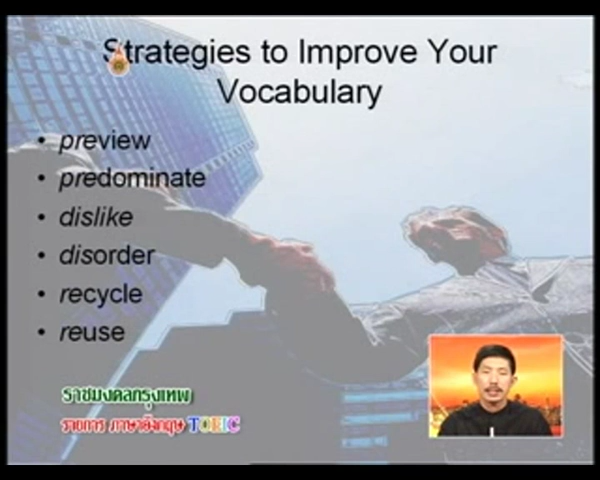 Strategies to Improve Your
Vocabulary
• preview
• predominate
• dislike
• disorder
• recycle
• reuse
ราชมงคลกรุงเทพ
รายการ ภาษาอังกฤษ TOEIC